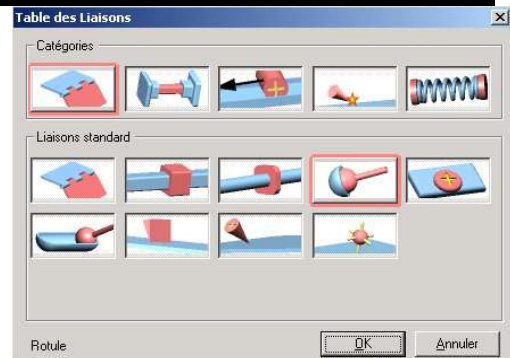 Table des Liaisons
Catégories
Liaisons standard
Rotule
OK
Annuler